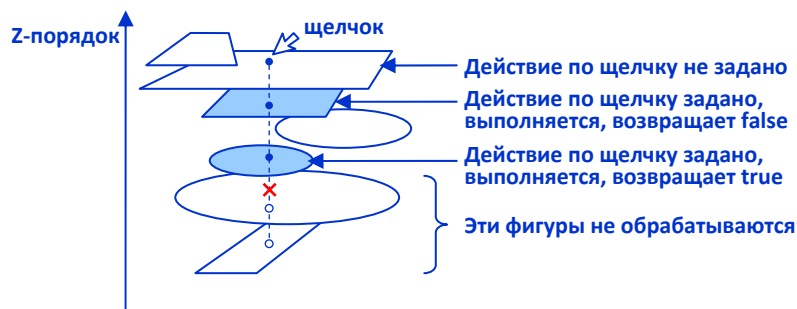 Z-порядок
щелчок
Действие по щелчку не задано
Действие по щелчку задано,
выполняется, возвращает false
Действие по щелчку задано,
выполняется, возвращает true
Эти фигуры не обрабатываются